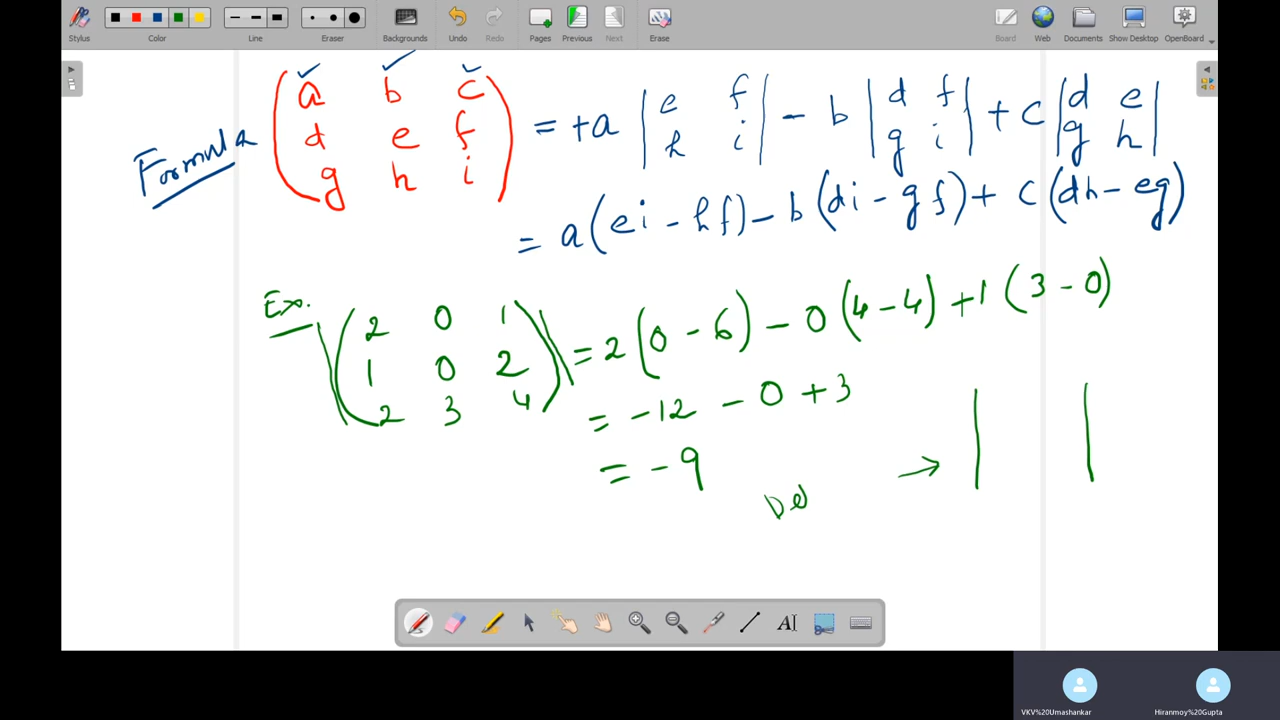 Stylus Color Line Eraser Backgrounds Undo Redo Pages Previous Next Erase Board Web Documents Show Desktop OpenBoard
Formula (a b c = +a |e f - b |d f + c |d e
d e f h i| g i| g h|
g h i)
= a(ei - hf) - b(di - gf) + c(dh - eg)
Ex. (2 0 1
1 0 2
2 3 4) = 2(0 - 6) - 0(4 - 4) + 1(3 - 0)
= -12 - 0 + 3
= -9
De → | |
AI
VKV%20Umashankar Hiranmoy%20Gupta